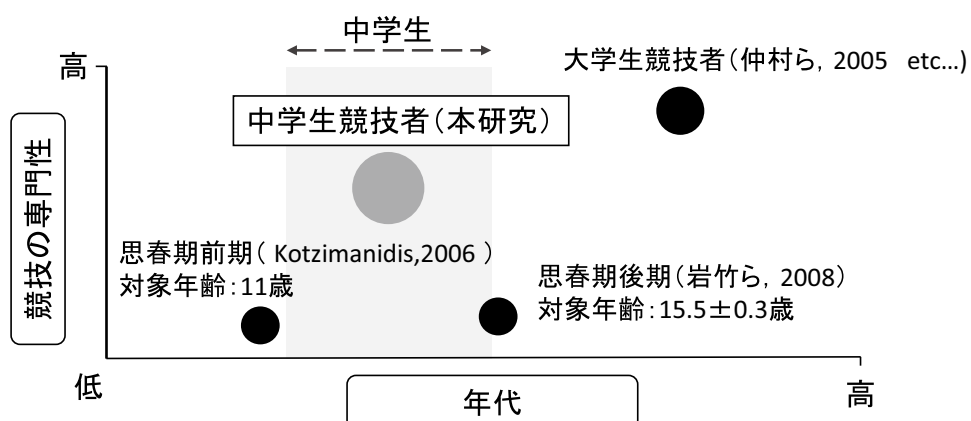 中学生
高
大学生競技者(仲村ら, 2005 etc…)
中学生競技者(本研究)
競技の専門性
思春期前期( Kotzimanidis,2006 )
対象年齢:11歳
思春期後期(岩竹ら, 2008)
対象年齢:15.5±0.3歳
低
年代
高